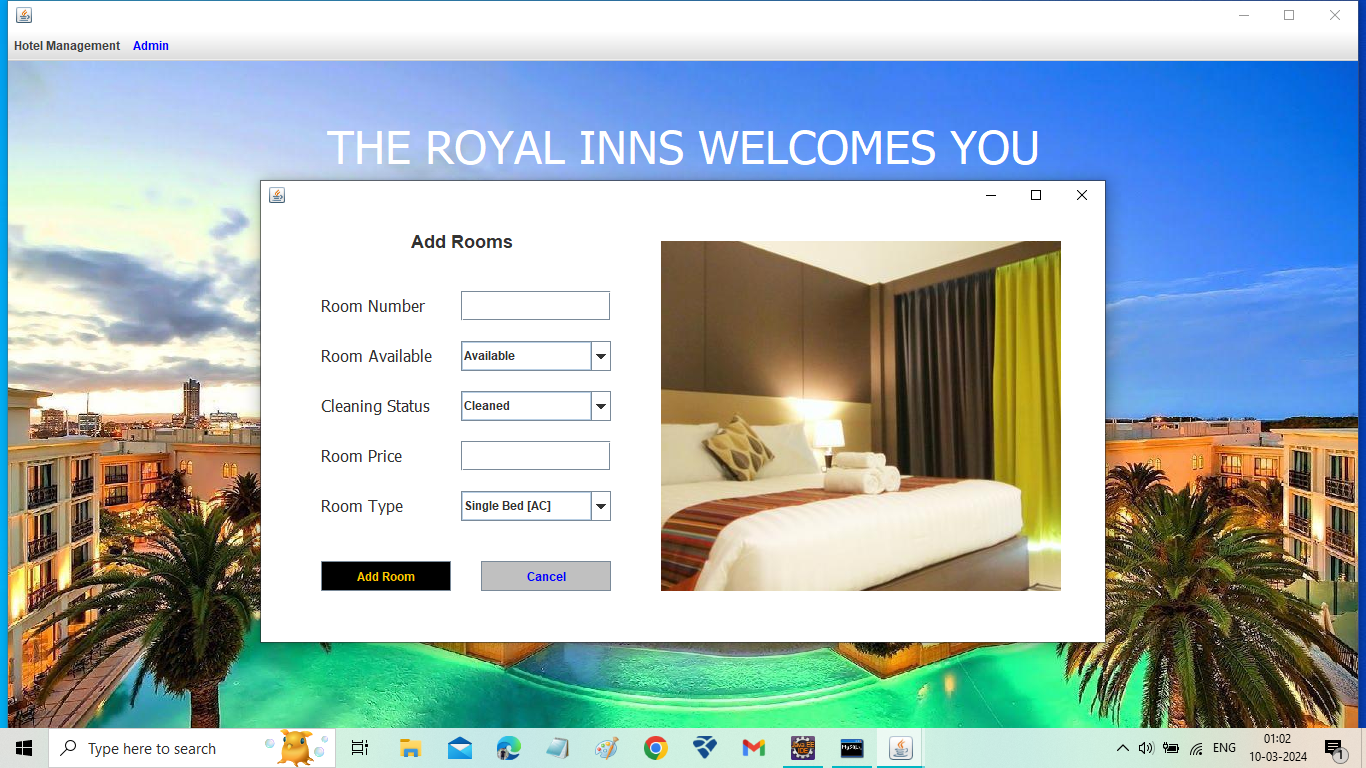 Hotel Management Admin
THE ROYAL INNS WELCOMES YOU
Add Rooms
Room Number
Room Available Available
Cleaning Status Cleaned
Room Price
Room Type Single Bed [AC]
Add Room Cancel
Type here to search
ENG
01:02
10-03-2024
1